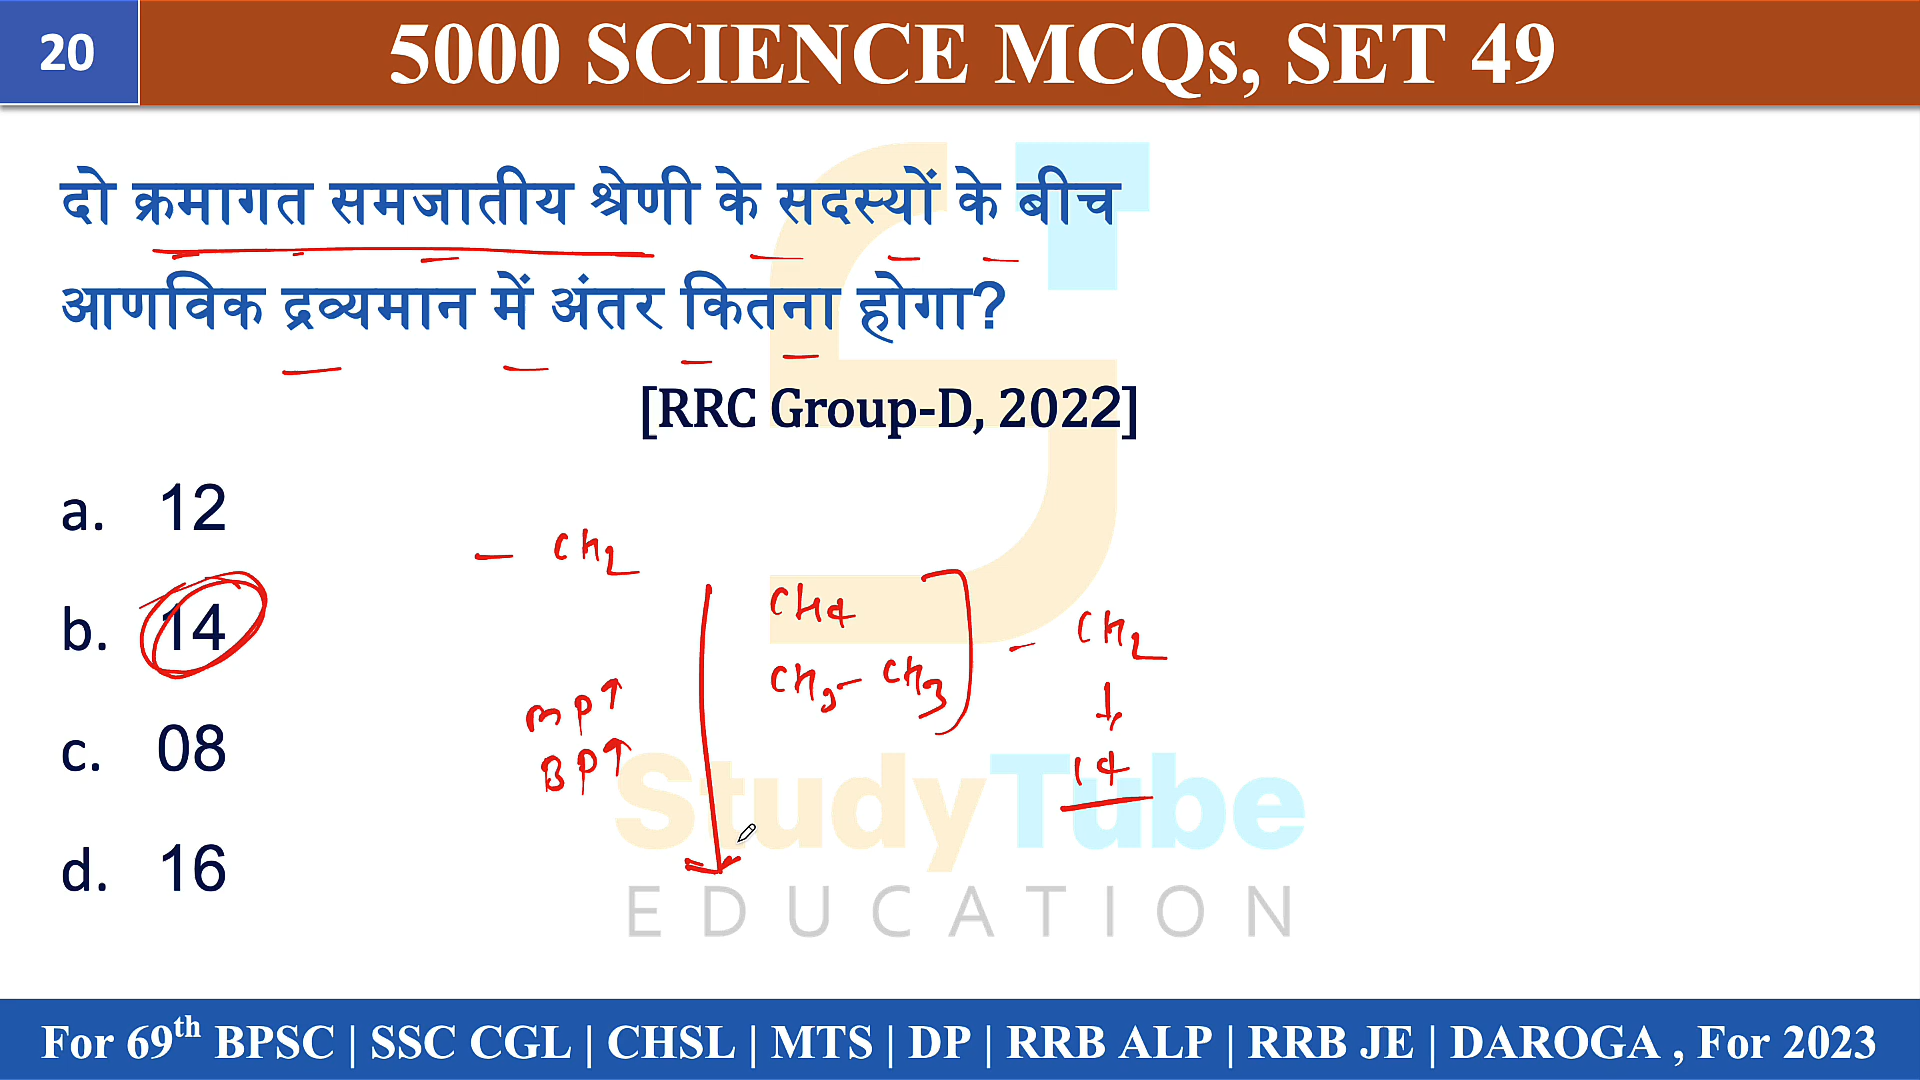 20
5000 SCIENCE MCQs, SET 49
दो क्रमागत समजातीय श्रेणी के सदस्यों के बीच
आणविक द्रव्यमान में अंतर कितना होगा?
[RRC Group-D, 2022]
a. 12
b. 14
c. 08
d. 16
- CH2
CH4
CH3- CH3
- CH2
14
mp↑
BP↑
StudyTube
EDUCATION
For 69th BPSC | SSC CGL | CHSL | MTS | DP | RRB ALP | RRB JE | DAROGA , For 2023